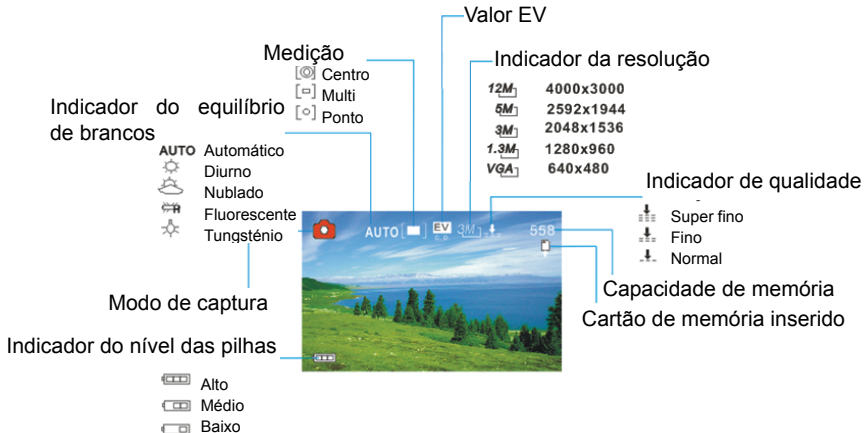 Valor EV
Medição
Centro
Multi
Ponto
Indicador da resolução
12M 4000x3000
5M 2592x1944
3M 2048x1536
1.3M 1280x960
VGA 640x480
Indicador do equilíbrio
de brancos
AUTO Automático
Diurno
Nublado
Fluorescente
Tungsténio
Indicador de qualidade
Super fino
Fino
Normal
AUTO EV 3M 558
Modo de captura
Capacidade de memória
Cartão de memória inserido
Indicador do nível das pilhas
Alto
Médio
Baixo